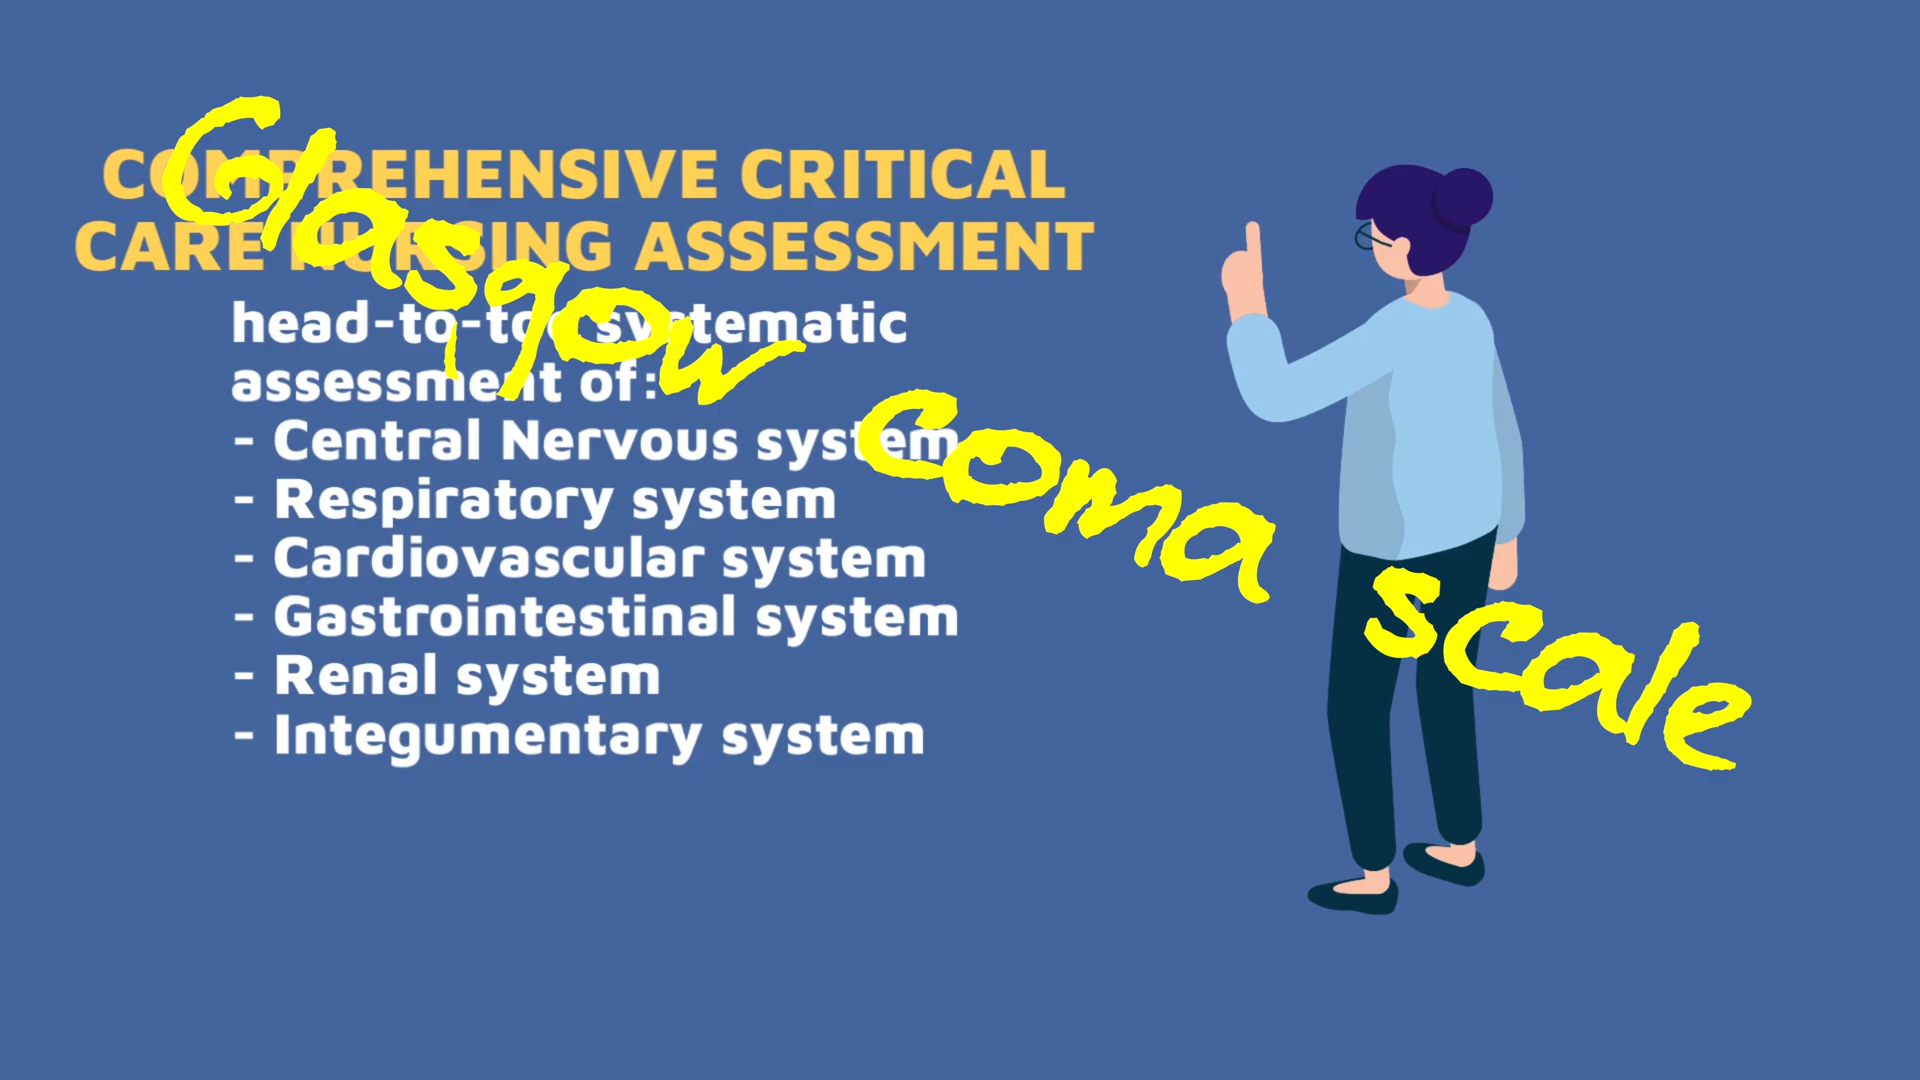 COMPREHENSIVE CRITICAL
CARE NURSING ASSESSMENT
head-to-toe systematic
assessment of:
- Central Nervous system
- Respiratory system
- Cardiovascular system
- Gastrointestinal system
- Renal system
- Integumentary system
Glasgow coma scale